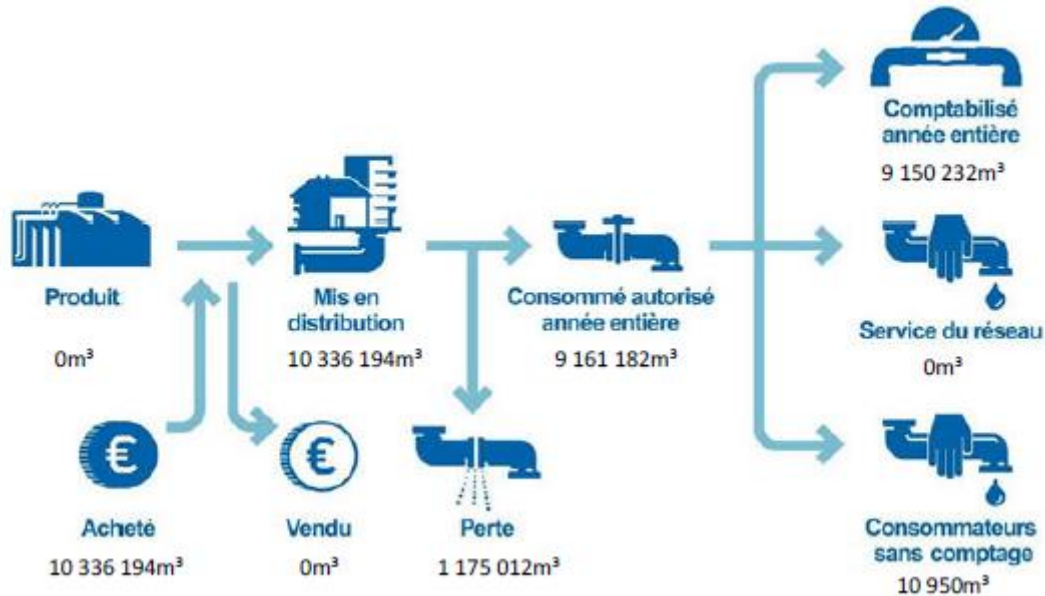 Produit
0m³
Acheté
10 336 194m³
Mis en
distribution
10 336 194m³
Vendu
0m³
Perte
1 175 012m³
Consommé autorisé
année entière
9 161 182m³
Comptabilisé
année entière
9 150 232m³
Service du réseau
0m³
Consommateurs
sans comptage
10 950m³